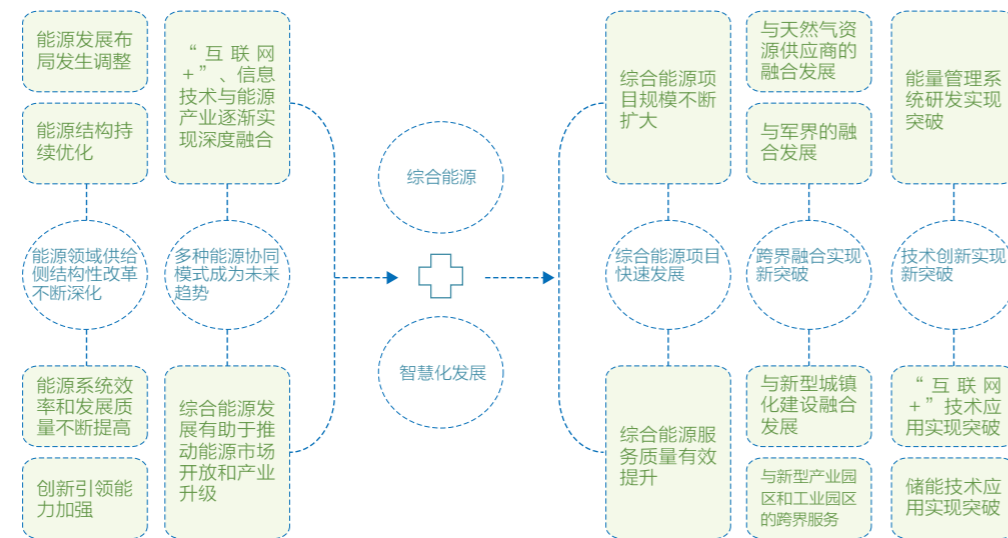 能源发展布
局发生调整
能源结构持
续优化
能源领域供给
侧结构性改革
不断深化
能源系统效
率和发展质
量不断提高
创新引领能
力加强
“互联网
+”、信息
技术与能源
产业逐渐实
现深度融合
多种能源协同
模式成为未来
趋势
综合能源发
展有助于推
动能源市场
开放和产业
升级
综合能源
智慧化发展
综合能源项
目规模不断
扩大
综合能源项目
快速发展
综合能源服
务质量有效
提升
与天然气资
源供应商的
融合发展
与军界的融
合发展
跨界融合实现
新突破
与新型城镇
化建设融合
发展
与新型产业园
区和工业园区
的跨界服务
能量管理系
统研发实现
突破
技术创新实现
新突破
“互联网
+”技术应
用实现突破
储能技术应
用实现突破